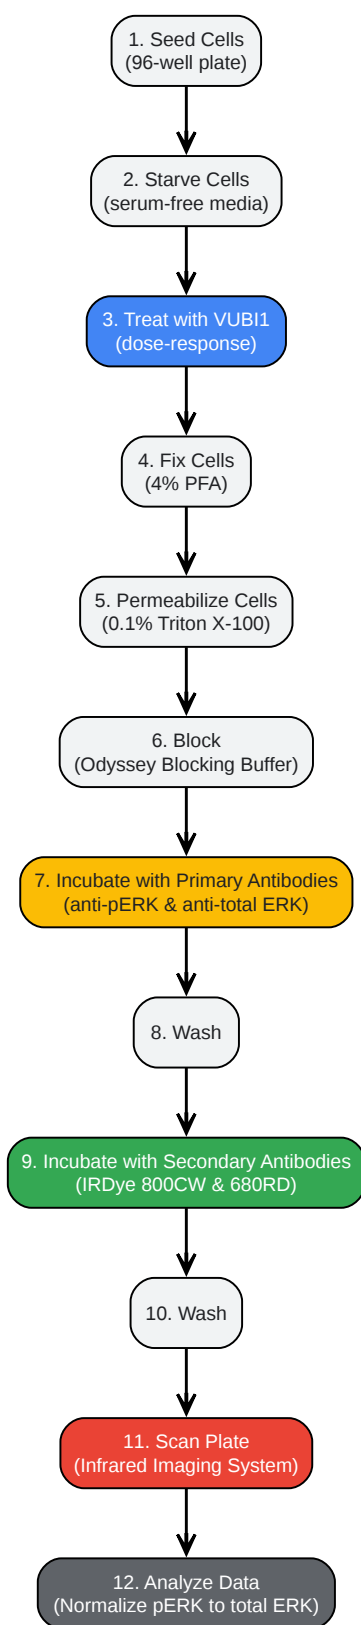 1. Seed Cells
(96-well plate)
2. Starve Cells
(serum-free media)
3. Treat with VUBI1
(dose-response)
4. Fix Cells
(4% PFA)
5. Permeabilize Cells
(0.1% Triton X-100)
6. Block
(Odyssey Blocking Buffer)
7. Incubate with Primary Antibodies
(anti-pERK & anti-total ERK)
8. Wash
9. Incubate with Secondary Antibodies
(IRDye 800CW & 680RD)
10. Wash
11. Scan Plate
(Infrared Imaging System)
12. Analyze Data
(Normalize pERK to total ERK)